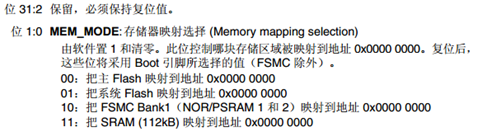 位 31:2 保留，必须保持复位值。
位 1:0 MEM_MODE: 存储器映射选择 (Memory mapping selection)
由软件置 1 和清零。此位控制哪块存储区域被映射到地址 0x0000 0000。复位后，
这些位将采用 Boot 引脚所选择的值（FSMC 除外）。
00：把主 Flash 映射到地址 0x0000 0000
01：把系统 Flash 映射到地址 0x0000 0000
10：把 FSMC Bank1（NOR/PSRAM 1 和 2）映射到地址 0x0000 0000
11：把 SRAM (112kB) 映射到地址 0x0000 0000